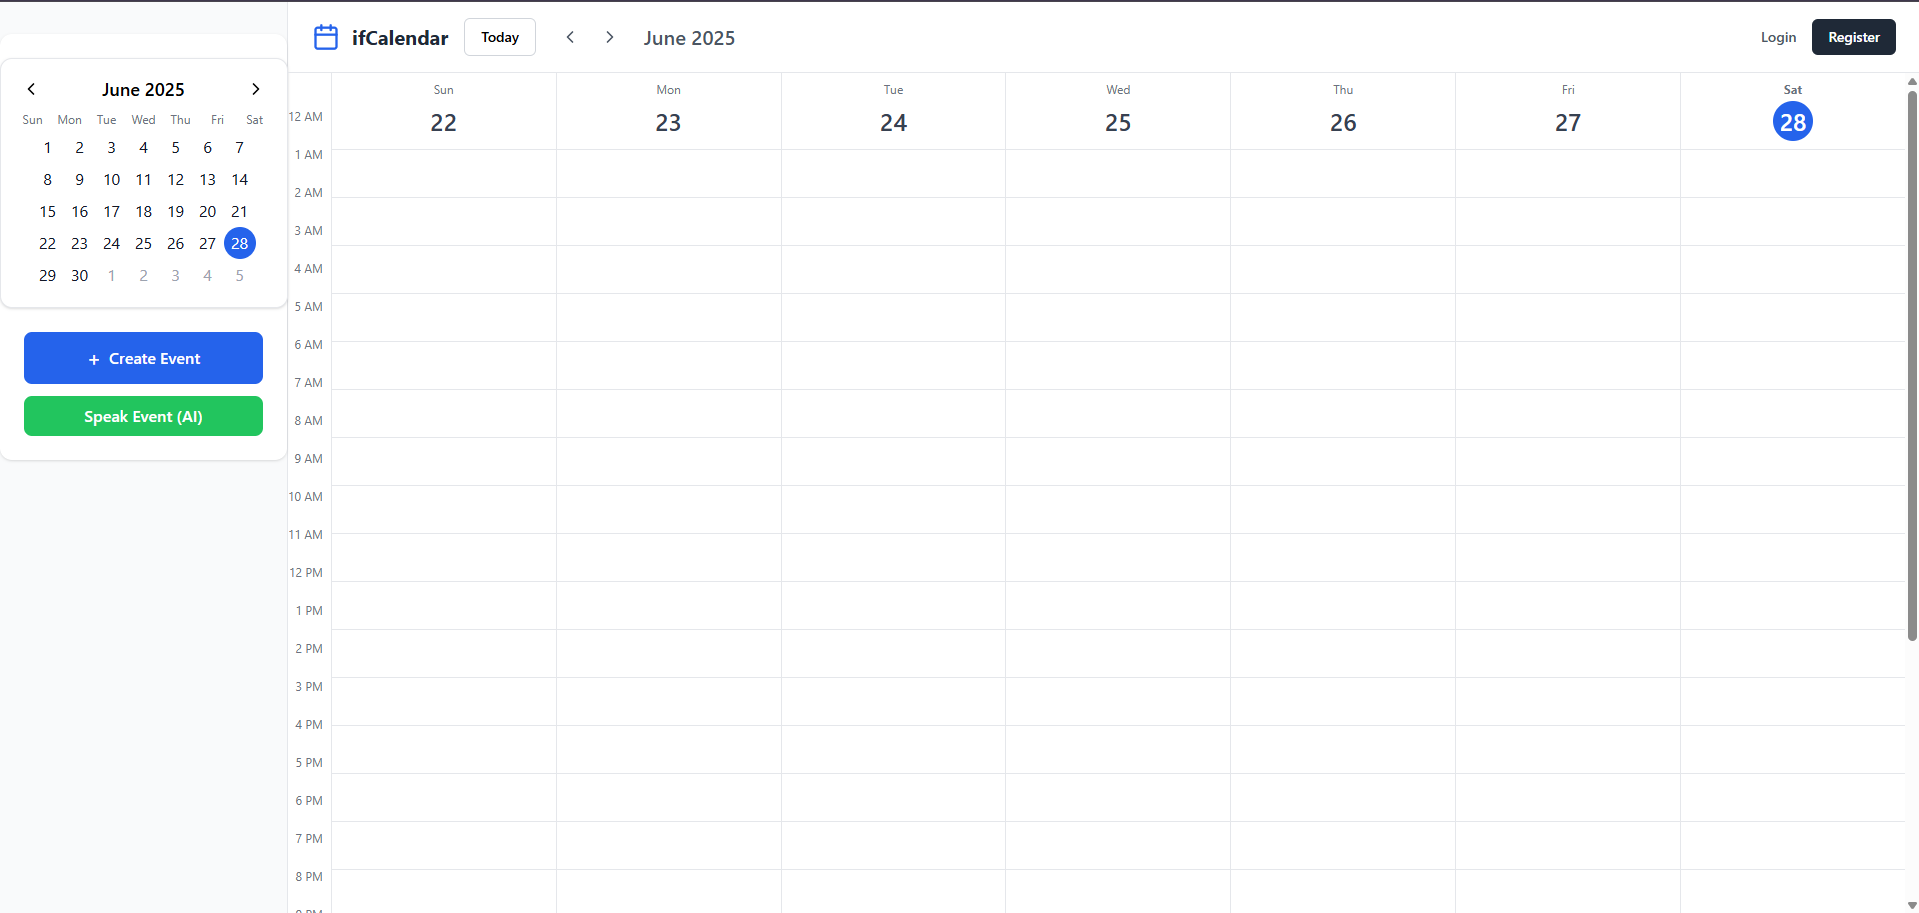 ifCalendar Today June 2025 Login Register
June 2025
Sun Mon Tue Wed Thu Fri Sat
1 2 3 4 5 6 7
8 9 10 11 12 13 14
15 16 17 18 19 20 21
22 23 24 25 26 27 28
29 30 1 2 3 4 5
+ Create Event
Speak Event (AI)
Sun Mon Tue Wed Thu Fri Sat
22 23 24 25 26 27 28
12 AM
1 AM
2 AM
3 AM
4 AM
5 AM
6 AM
7 AM
8 AM
9 AM
10 AM
11 AM
12 PM
1 PM
2 PM
3 PM
4 PM
5 PM
6 PM
7 PM
8 PM